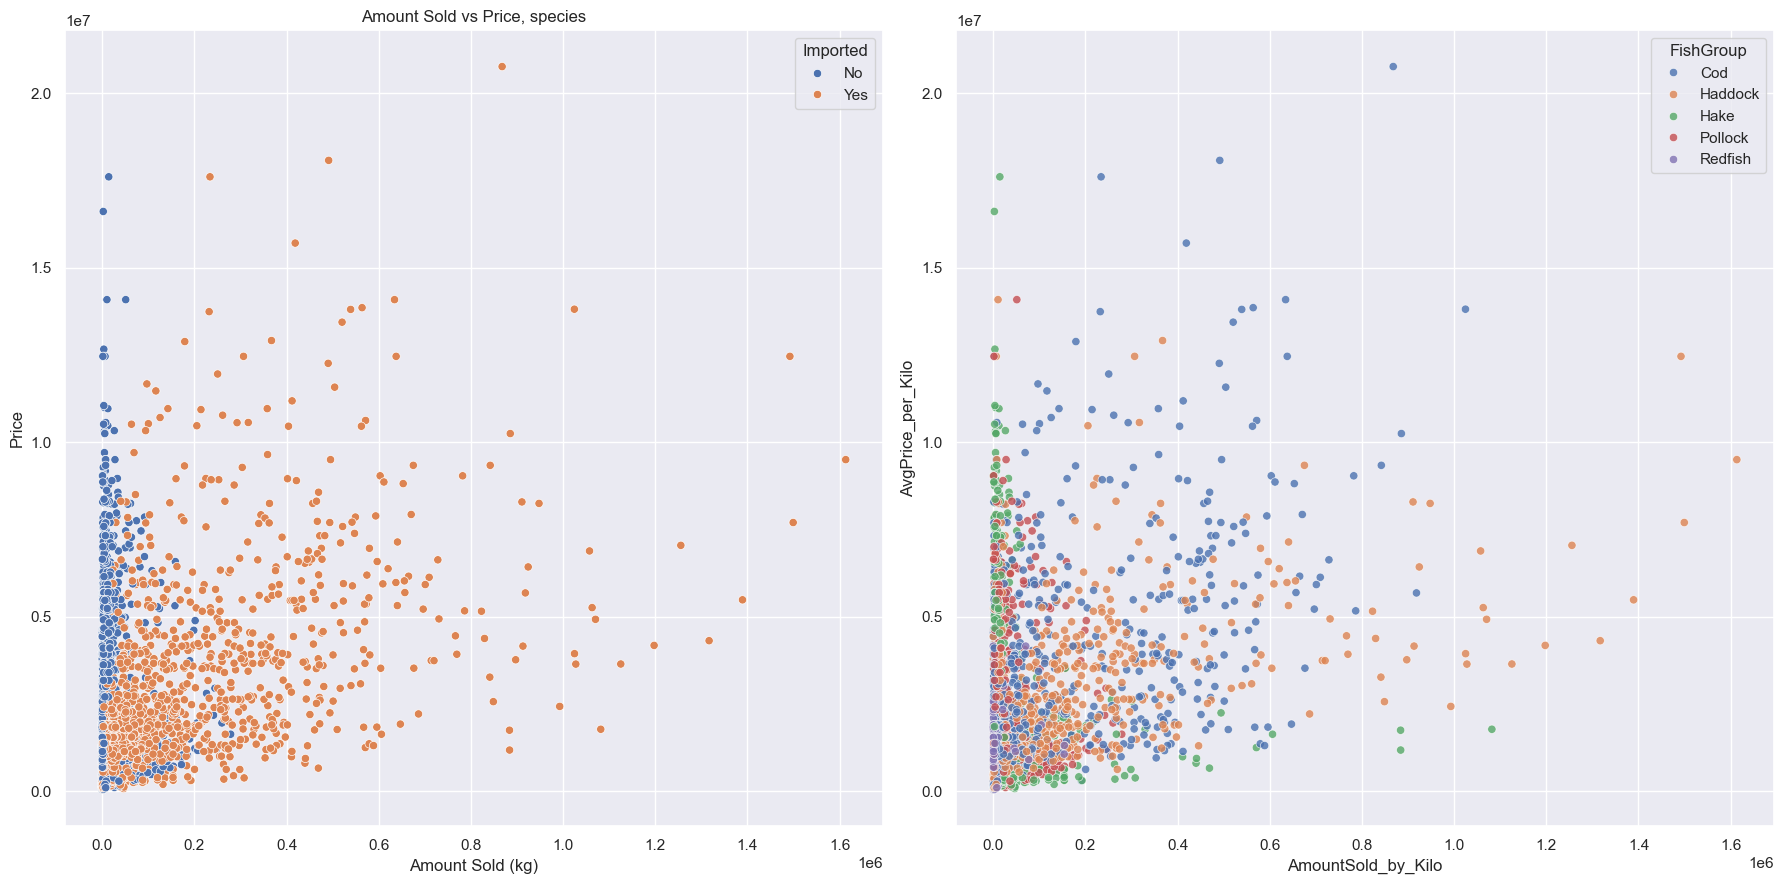 Amount Sold vs Price, species
1e7
Price
2.0
1.5
1.0
0.5
0.0
Imported
No
Yes
0.0 0.2 0.4 0.6 0.8 1.0 1.2 1.4 1.6
1e6
Amount Sold (kg)
1e7
AvgPrice_per_Kilo
2.0
1.5
1.0
0.5
0.0
FishGroup
Cod
Haddock
Hake
Pollock
Redfish
0.0 0.2 0.4 0.6 0.8 1.0 1.2 1.4 1.6
1e6
AmountSold_by_Kilo